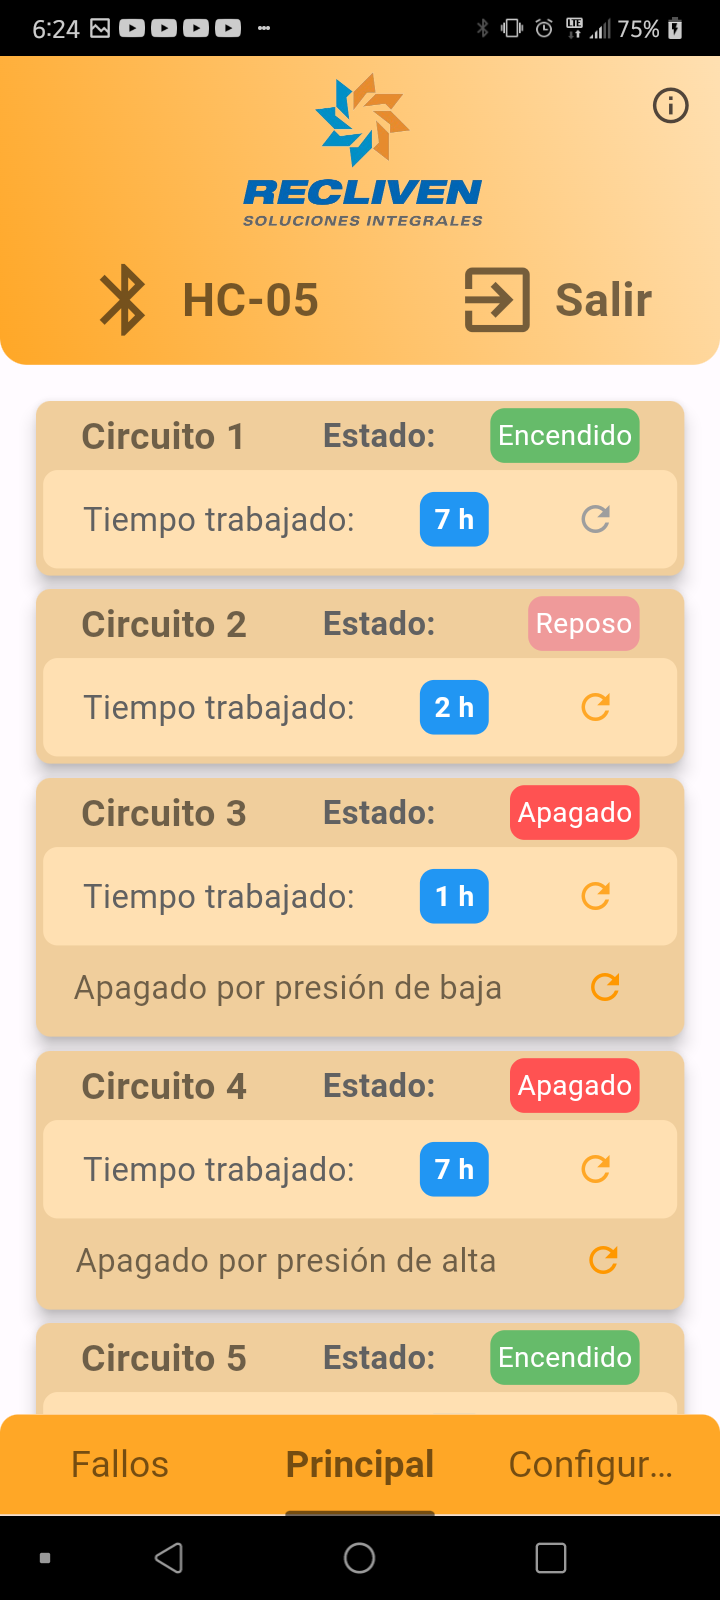 6:24 LTE 75%
RECLIVEN
SOLUCIONES INTEGRALES
HC-05 Salir
Circuito 1 Estado: Encendido
Tiempo trabajado: 7 h
Circuito 2 Estado: Reposo
Tiempo trabajado: 2 h
Circuito 3 Estado: Apagado
Tiempo trabajado: 1 h
Apagado por presión de baja
Circuito 4 Estado: Apagado
Tiempo trabajado: 7 h
Apagado por presión de alta
Circuito 5 Estado: Encendido
Fallos Principal Configur...